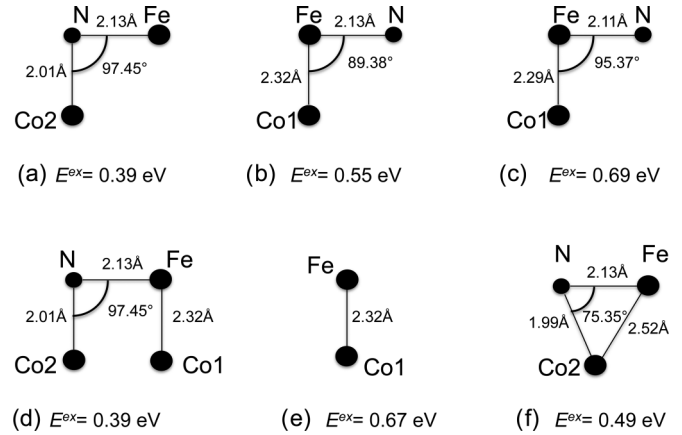 N 2.13Å Fe
2.01Å 97.45°
Co2
(a) Eᵉˣ= 0.39 eV
Fe 2.13Å N
2.32Å 89.38°
Co1
(b) Eᵉˣ= 0.55 eV
Fe 2.11Å N
2.29Å 95.37°
Co1
(c) Eᵉˣ= 0.69 eV
N 2.13Å Fe
2.01Å 97.45° 2.32Å
Co2 Co1
(d) Eᵉˣ= 0.39 eV
Fe
2.32Å
Co1
(e) Eᵉˣ= 0.67 eV
N Fe
2.13Å
1.99Å 75.35° 2.52Å
Co2
(f) Eᵉˣ= 0.49 eV